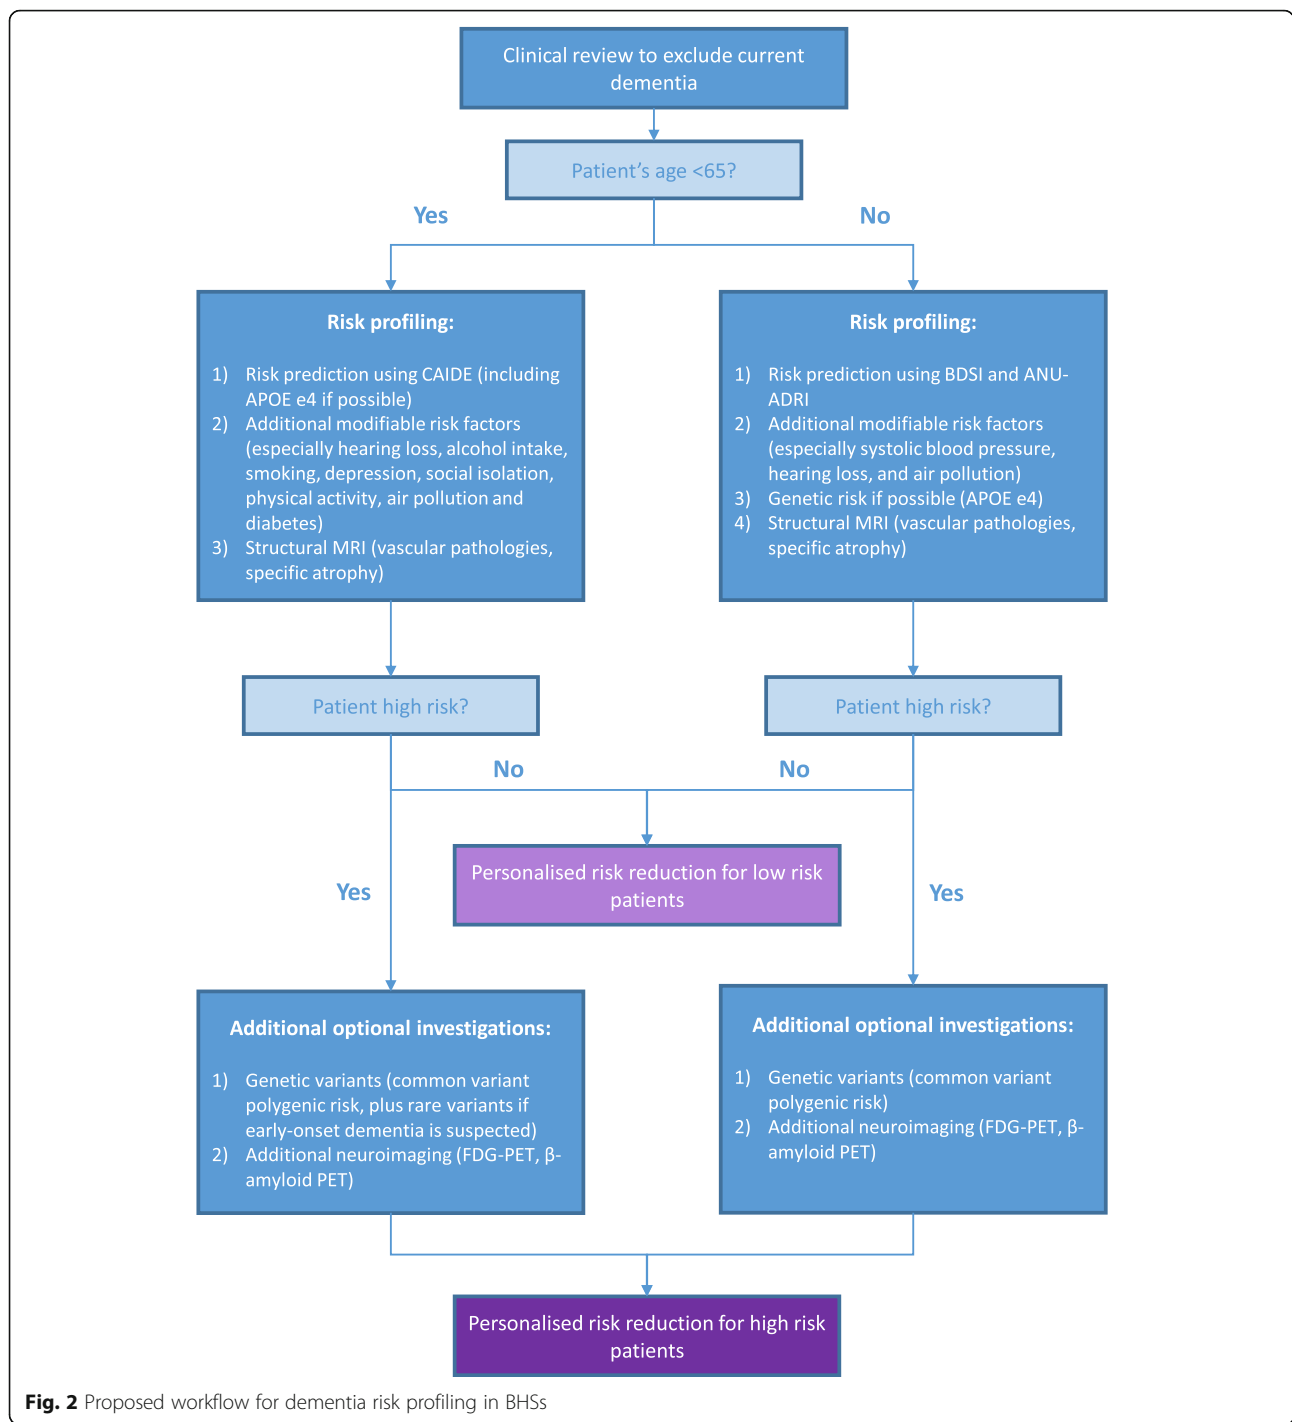 Clinical review to exclude current
dementia
Patient's age <65?
Yes
No
Risk profiling:
1) Risk prediction using CAIDE (including
APOE e4 if possible)
2) Additional modifiable risk factors
(especially hearing loss, alcohol intake,
smoking, depression, social isolation,
physical activity, air pollution and
diabetes)
3) Structural MRI (vascular pathologies,
specific atrophy)
Risk profiling:
1) Risk prediction using BDSI and ANU-
ADRI
2) Additional modifiable risk factors
(especially systolic blood pressure,
hearing loss, and air pollution)
3) Genetic risk if possible (APOE e4)
4) Structural MRI (vascular pathologies,
specific atrophy)
Patient high risk?
Patient high risk?
No
No
Personalised risk reduction for low risk
patients
Yes
Yes
Additional optional investigations:
1) Genetic variants (common variant
polygenic risk, plus rare variants if
early-onset dementia is suspected)
2) Additional neuroimaging (FDG-PET, β-
amyloid PET)
Additional optional investigations:
1) Genetic variants (common variant
polygenic risk)
2) Additional neuroimaging (FDG-PET, β-
amyloid PET)
Personalised risk reduction for high risk
patients
Fig. 2 Proposed workflow for dementia risk profiling in BHSs